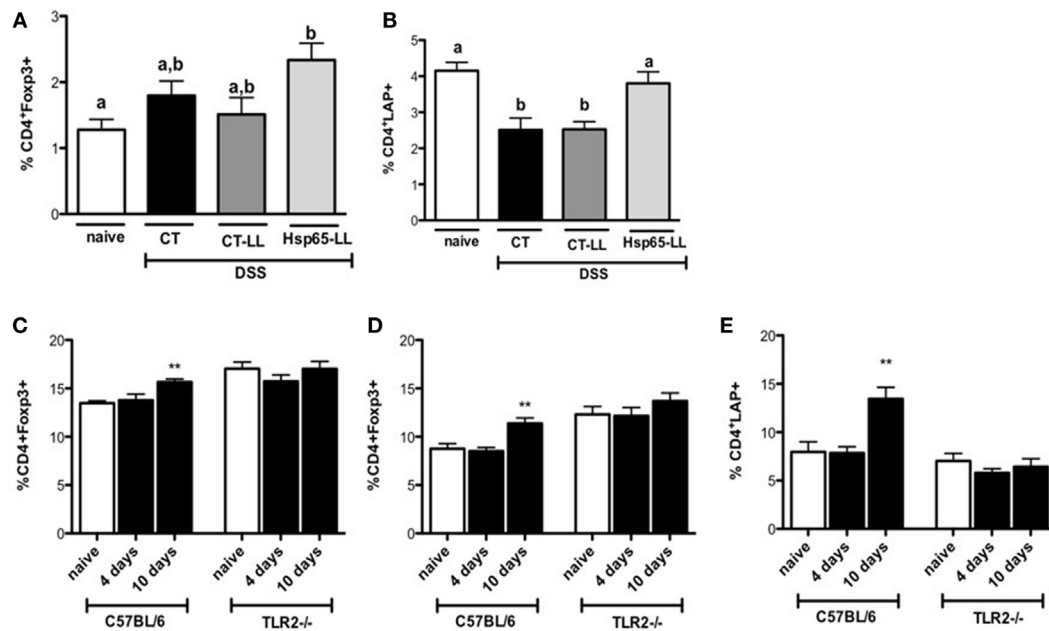 A
% CD4⁺Foxp3+
3
2
1
0
a
a,b
a,b
b
naive
CT
CT-LL
Hsp65-LL
DSS
B
% CD4⁺LAP+
5
4
3
2
1
0
a
b
b
a
naive
CT
CT-LL
Hsp65-LL
DSS
C
%CD4+Foxp3+
20
15
10
5
0
**
naive
4 days
10 days
naive
4 days
10 days
C57BL/6
TLR2-/-
D
%CD4+Foxp3+
20
15
10
5
0
**
naive
4 days
10 days
naive
4 days
10 days
C57BL/6
TLR2-/-
E
% CD4⁺LAP+
20
15
10
5
0
**
naive
4 days
10 days
naive
4 days
10 days
C57BL/6
TLR2-/-